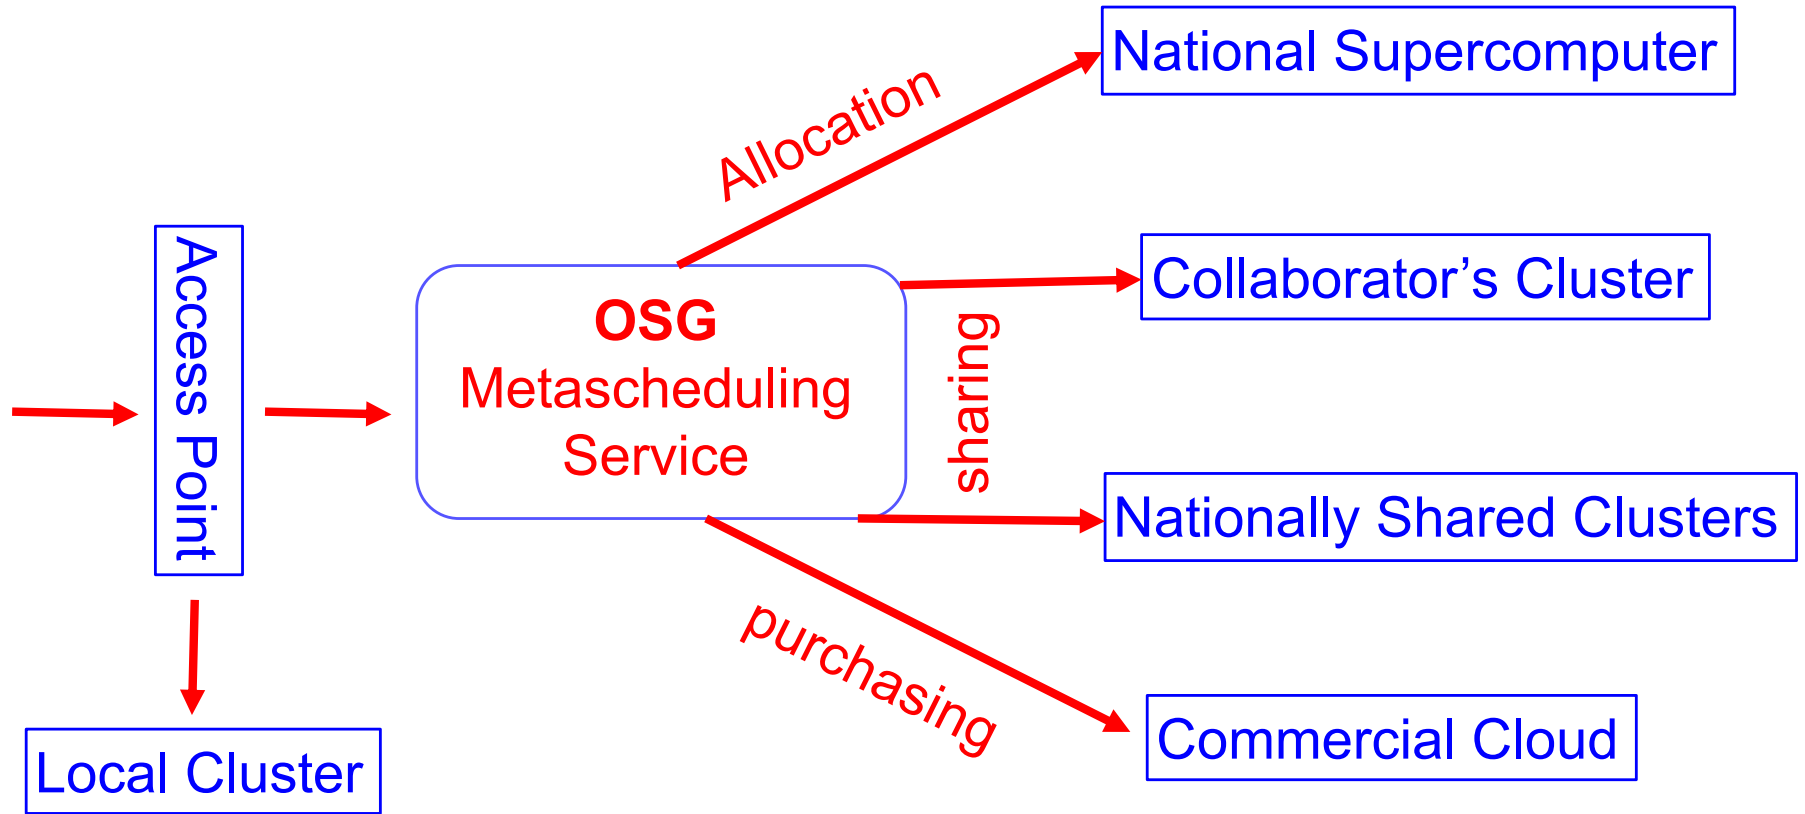 National Supercomputer
Allocation
Access Point
Collaborator’s Cluster
OSG
Metascheduling
Service
sharing
Nationally Shared Clusters
purchasing
Commercial Cloud
Local Cluster